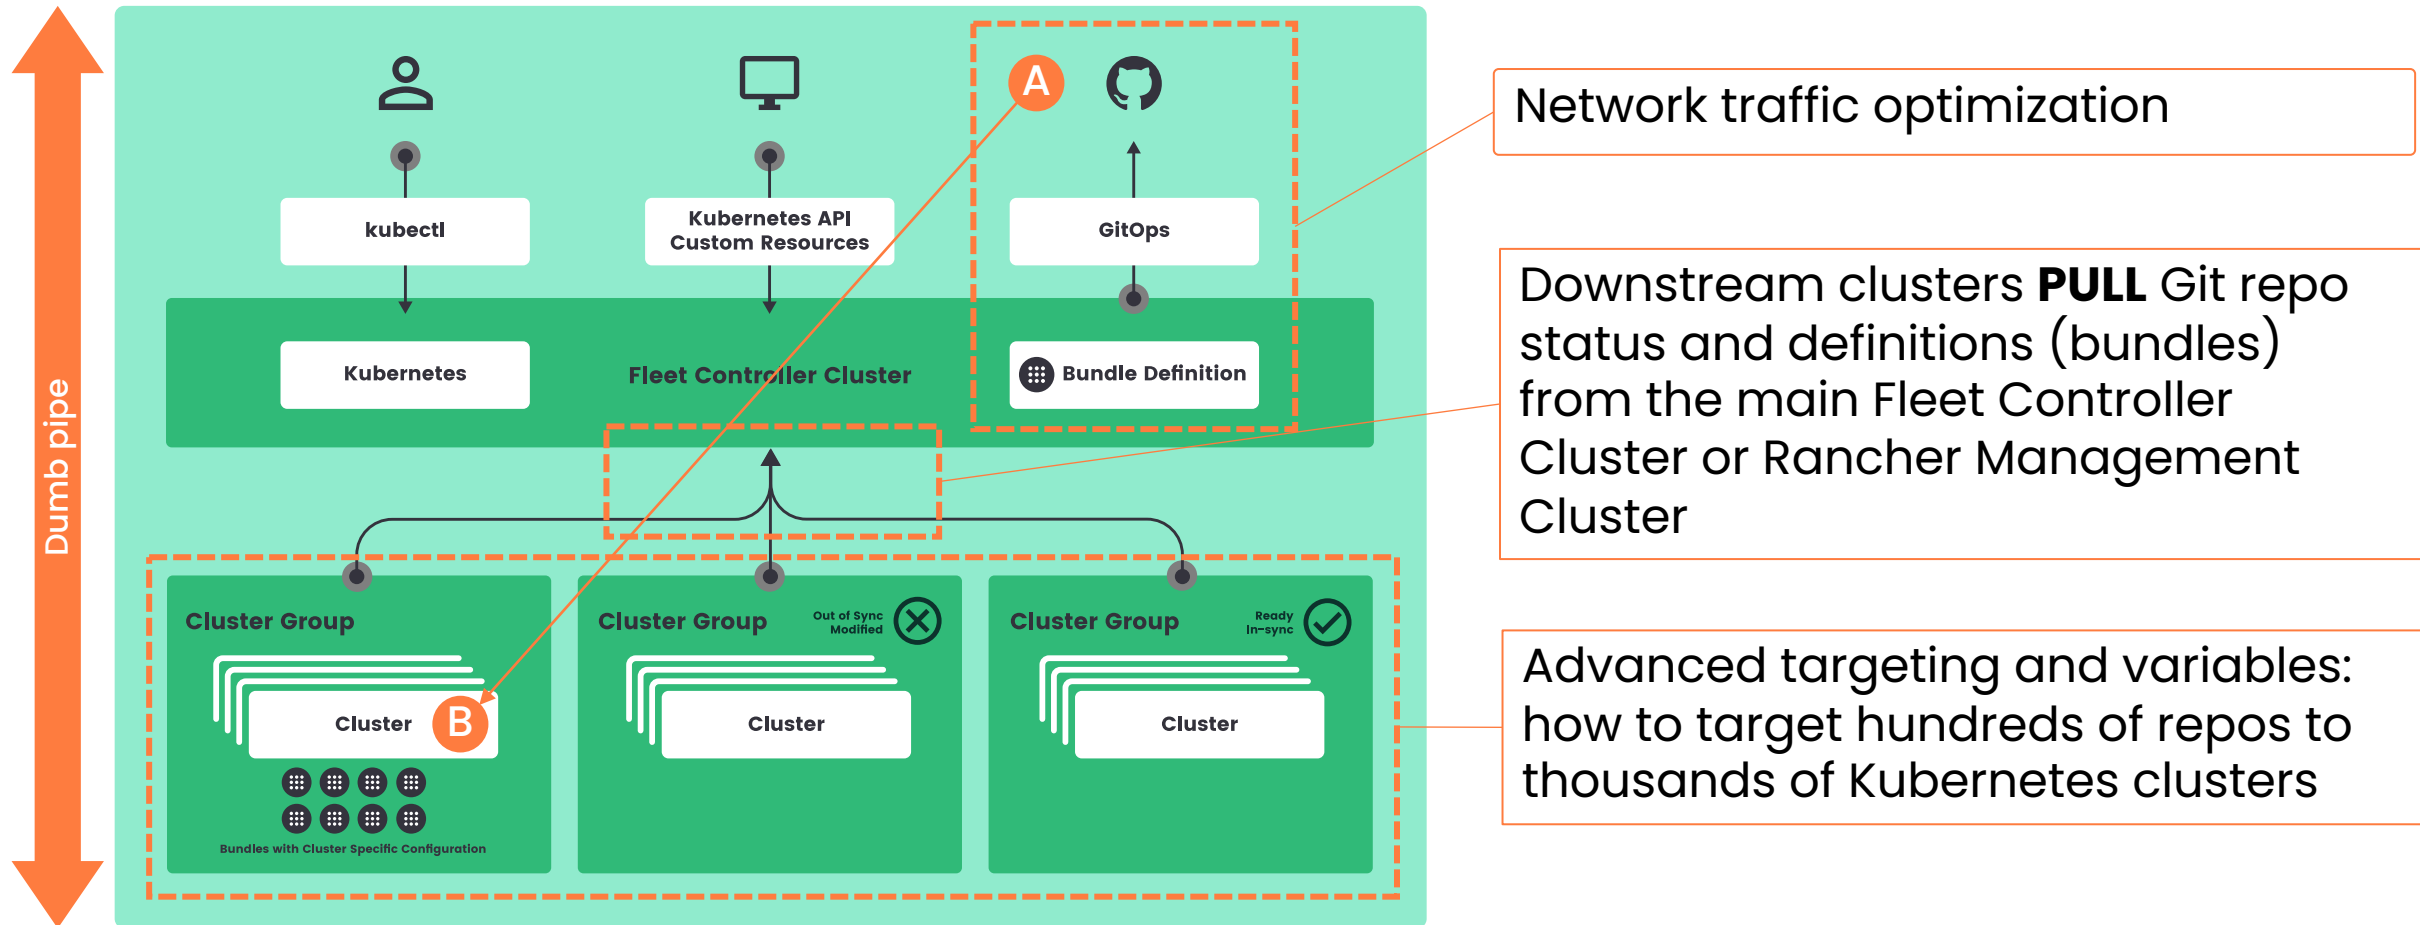 Dumb pipe
A
kubectl
Kubernetes API
Custom Resources
GitOps
Kubernetes
Fleet Controller Cluster
Bundle Definition
Cluster Group
Cluster
B
Bundles with Cluster Specific Configuration
Cluster Group
Out of Sync
Modified
Cluster
Cluster Group
Ready
In-sync
Cluster
Network traffic optimization
Downstream clusters PULL Git repo
status and definitions (bundles)
from the main Fleet Controller
Cluster or Rancher Management
Cluster
Advanced targeting and variables:
how to target hundreds of repos to
thousands of Kubernetes clusters